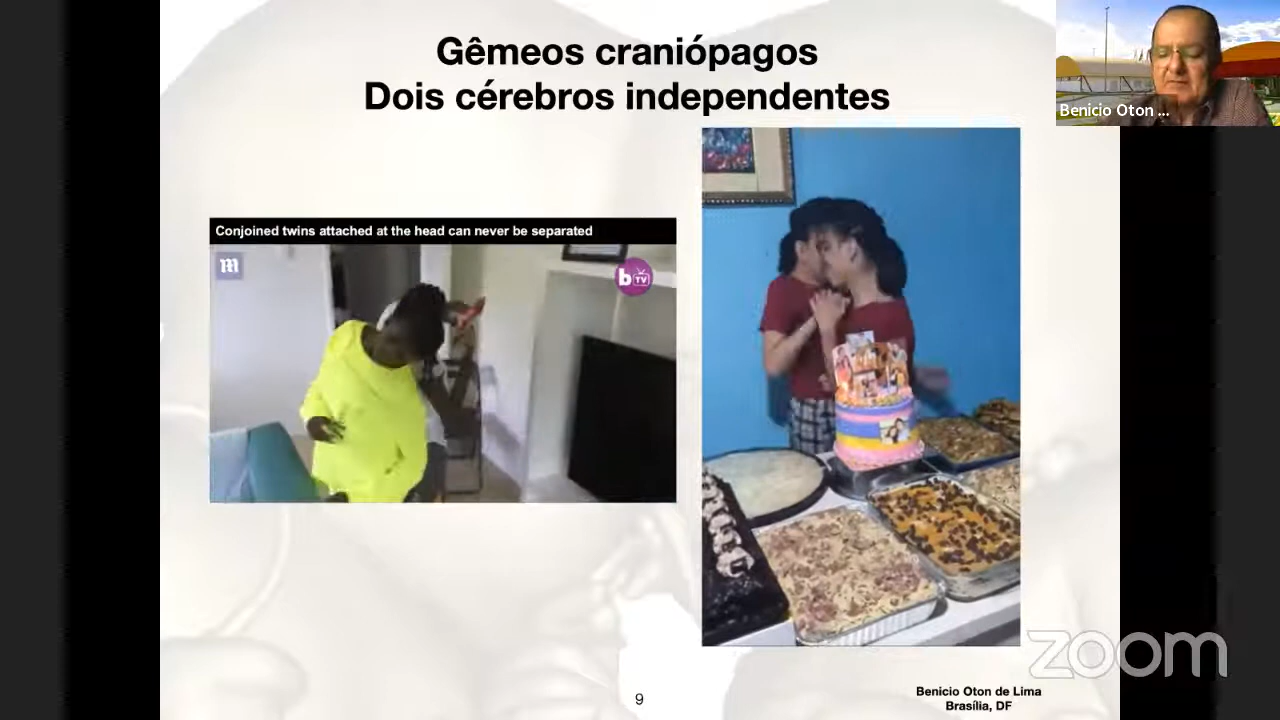 Gêmeos craniópagos
Dois cérebros independentes
Benicio Oton ...
Conjoined twins attached at the head can never be separated
m
b TV
9
Benicio Oton de Lima
Brasília, DF
zoom